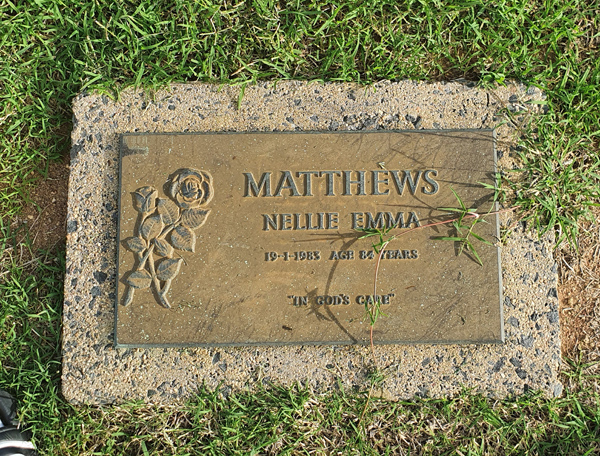 MATTHEWS
NELLIE EMMA
19-1-1983 AGE 84 YEARS
"IN GOD'S CARE"